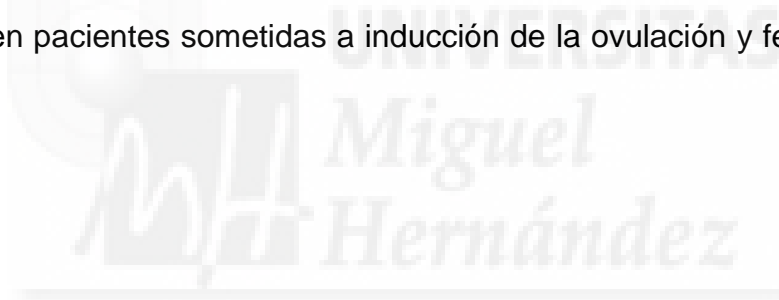 en pacientes sometidas a inducción de la ovulación y fe
UNIVERSITAS
Miguel
Hernández